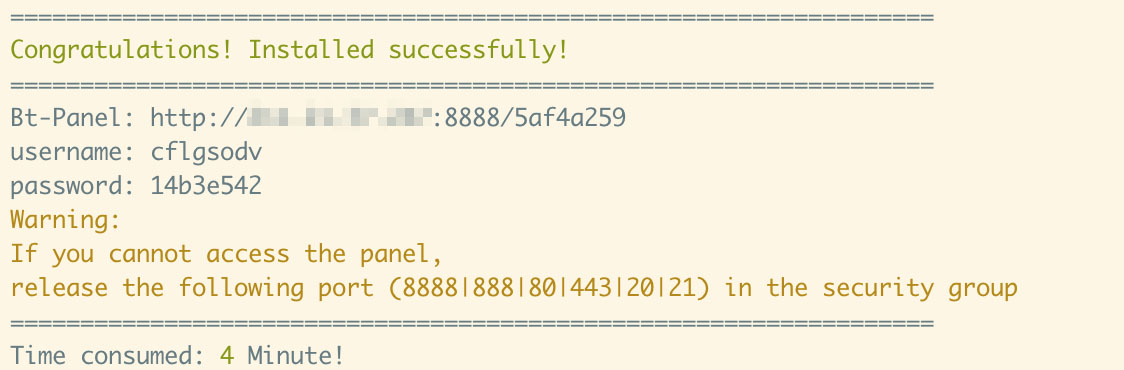 ==================================================================
Congratulations! Installed successfully!
==================================================================
Bt-Panel: http://:8888/5af4a259
username: cflgsodv
password: 14b3e542
Warning:
If you cannot access the panel,
release the following port (8888|888|80|443|20|21) in the security group
==================================================================
Time consumed: 4 Minute!